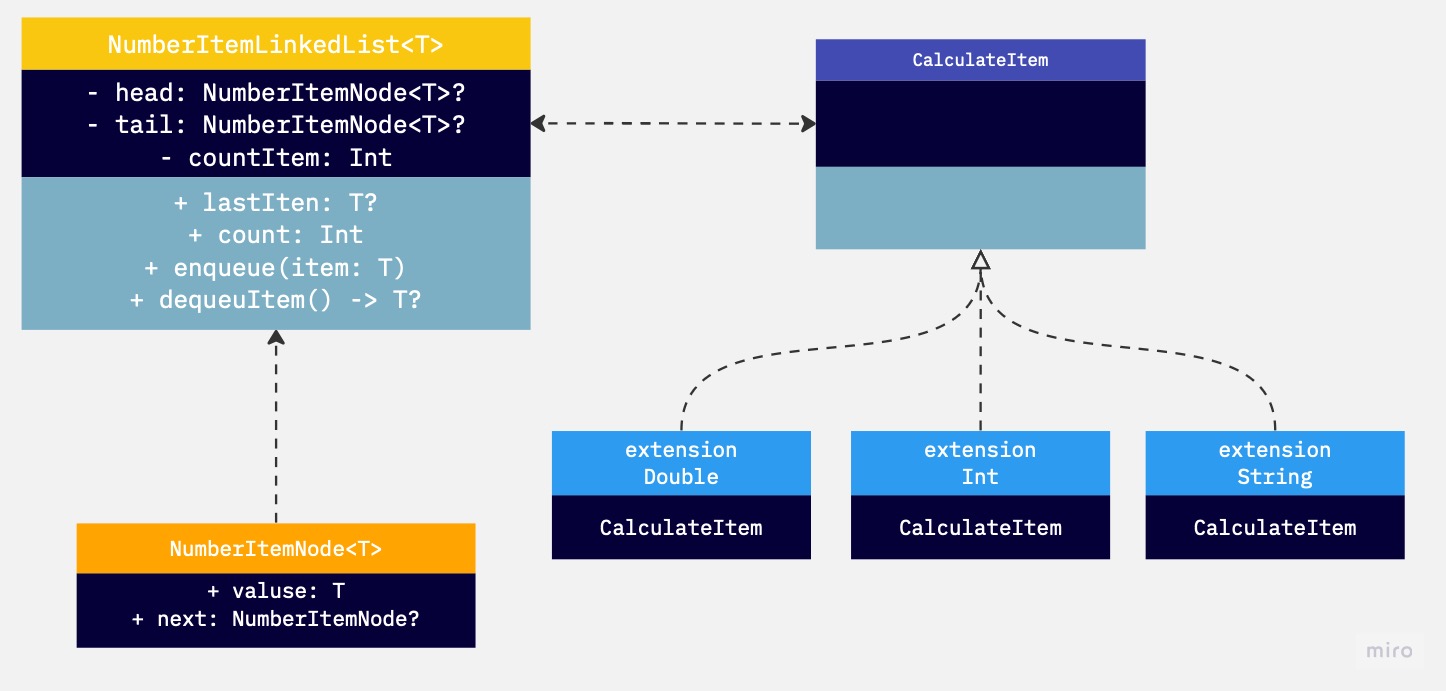 NumberItemLinkedList<T>
- head: NumberItemNode<T>?
- tail: NumberItemNode<T>?
- countItem: Int
+ lastIten: T?
+ count: Int
+ enqueue(item: T)
+ dequeuItem() -> T?
NumberItemNode<T>
+ valuse: T
+ next: NumberItemNode?
CalculateItem
extension
Double
CalculateItem
extension
Int
CalculateItem
extension
String
CalculateItem
miro